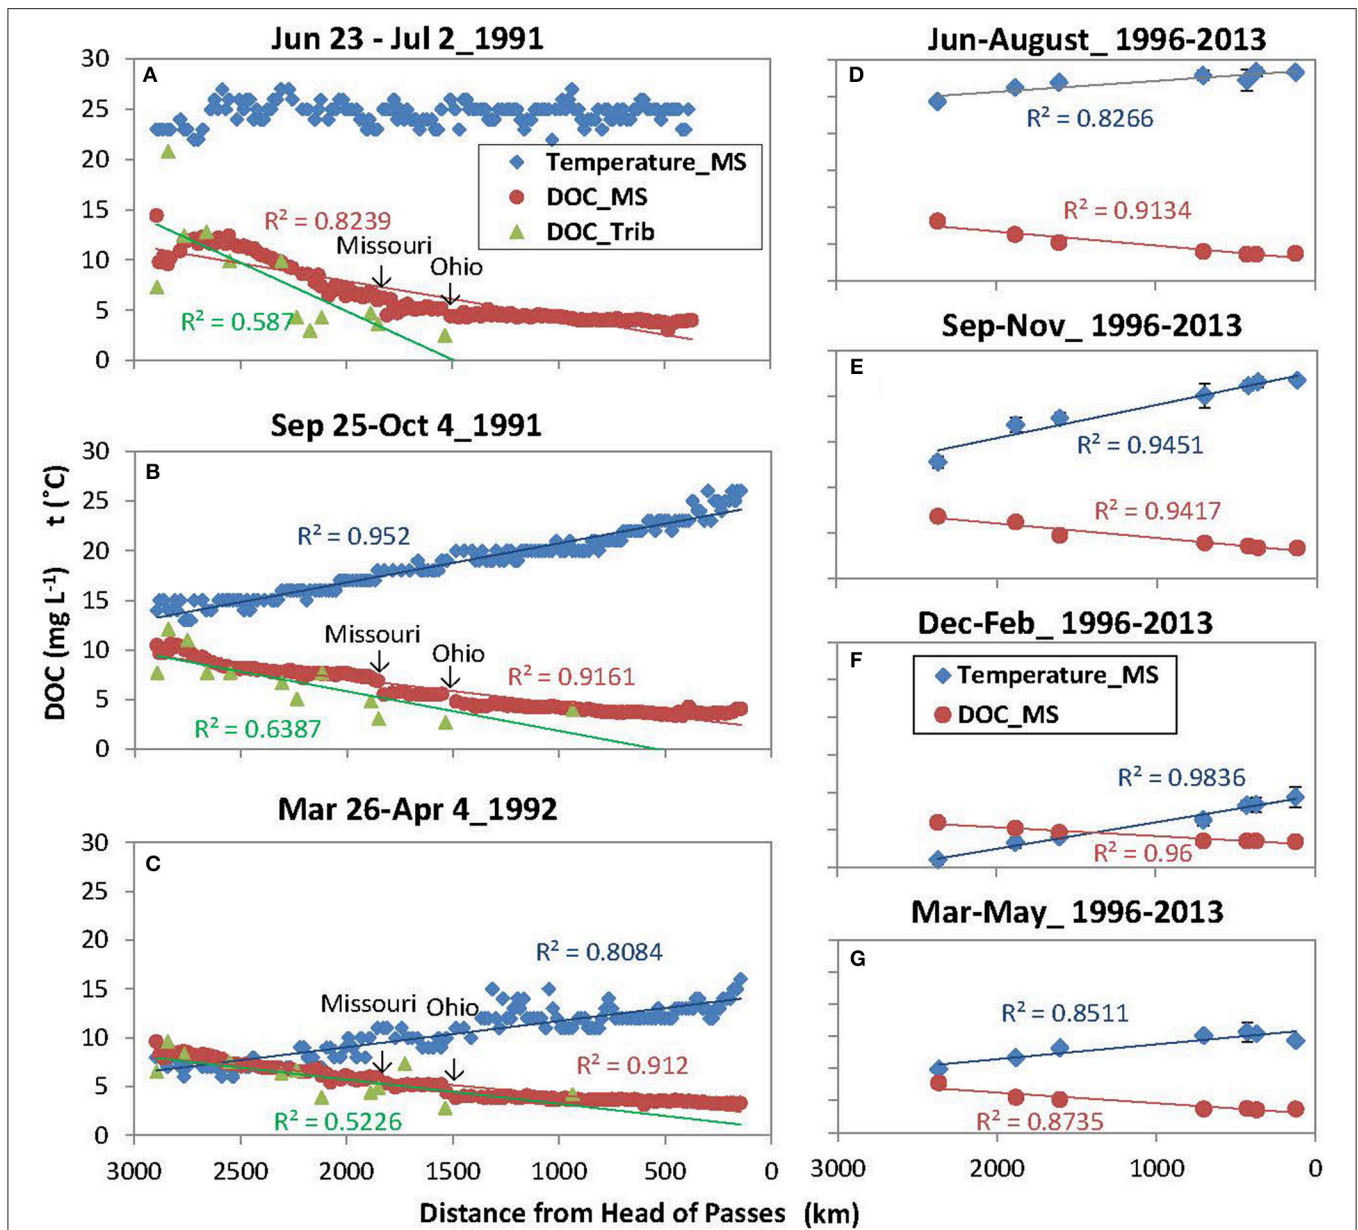 Jun 23 - Jul 2_1991
A
30
25
20
15
10
5
0
Temperature_MS
DOC_MS
DOC_Trib
R² = 0.8239
Missouri
Ohio
R² = 0.587
Sep 25-Oct 4_1991
B
30
25
20
15
10
5
0
R² = 0.952
Missouri
Ohio
R² = 0.9161
R² = 0.6387
DOC (mg L⁻¹) t (˚C)
Mar 26-Apr 4_1992
C
30
25
20
15
10
5
0
R² = 0.8084
Missouri
Ohio
R² = 0.912
R² = 0.5226
3000 2500 2000 1500 1000 500 0
Jun-August_ 1996-2013
D
R² = 0.8266
R² = 0.9134
Sep-Nov_ 1996-2013
E
R² = 0.9451
R² = 0.9417
Dec-Feb_ 1996-2013
F
Temperature_MS
DOC_MS
R² = 0.9836
R² = 0.96
Mar-May_ 1996-2013
G
R² = 0.8511
R² = 0.8735
3000 2000 1000 0
Distance from Head of Passes (km)